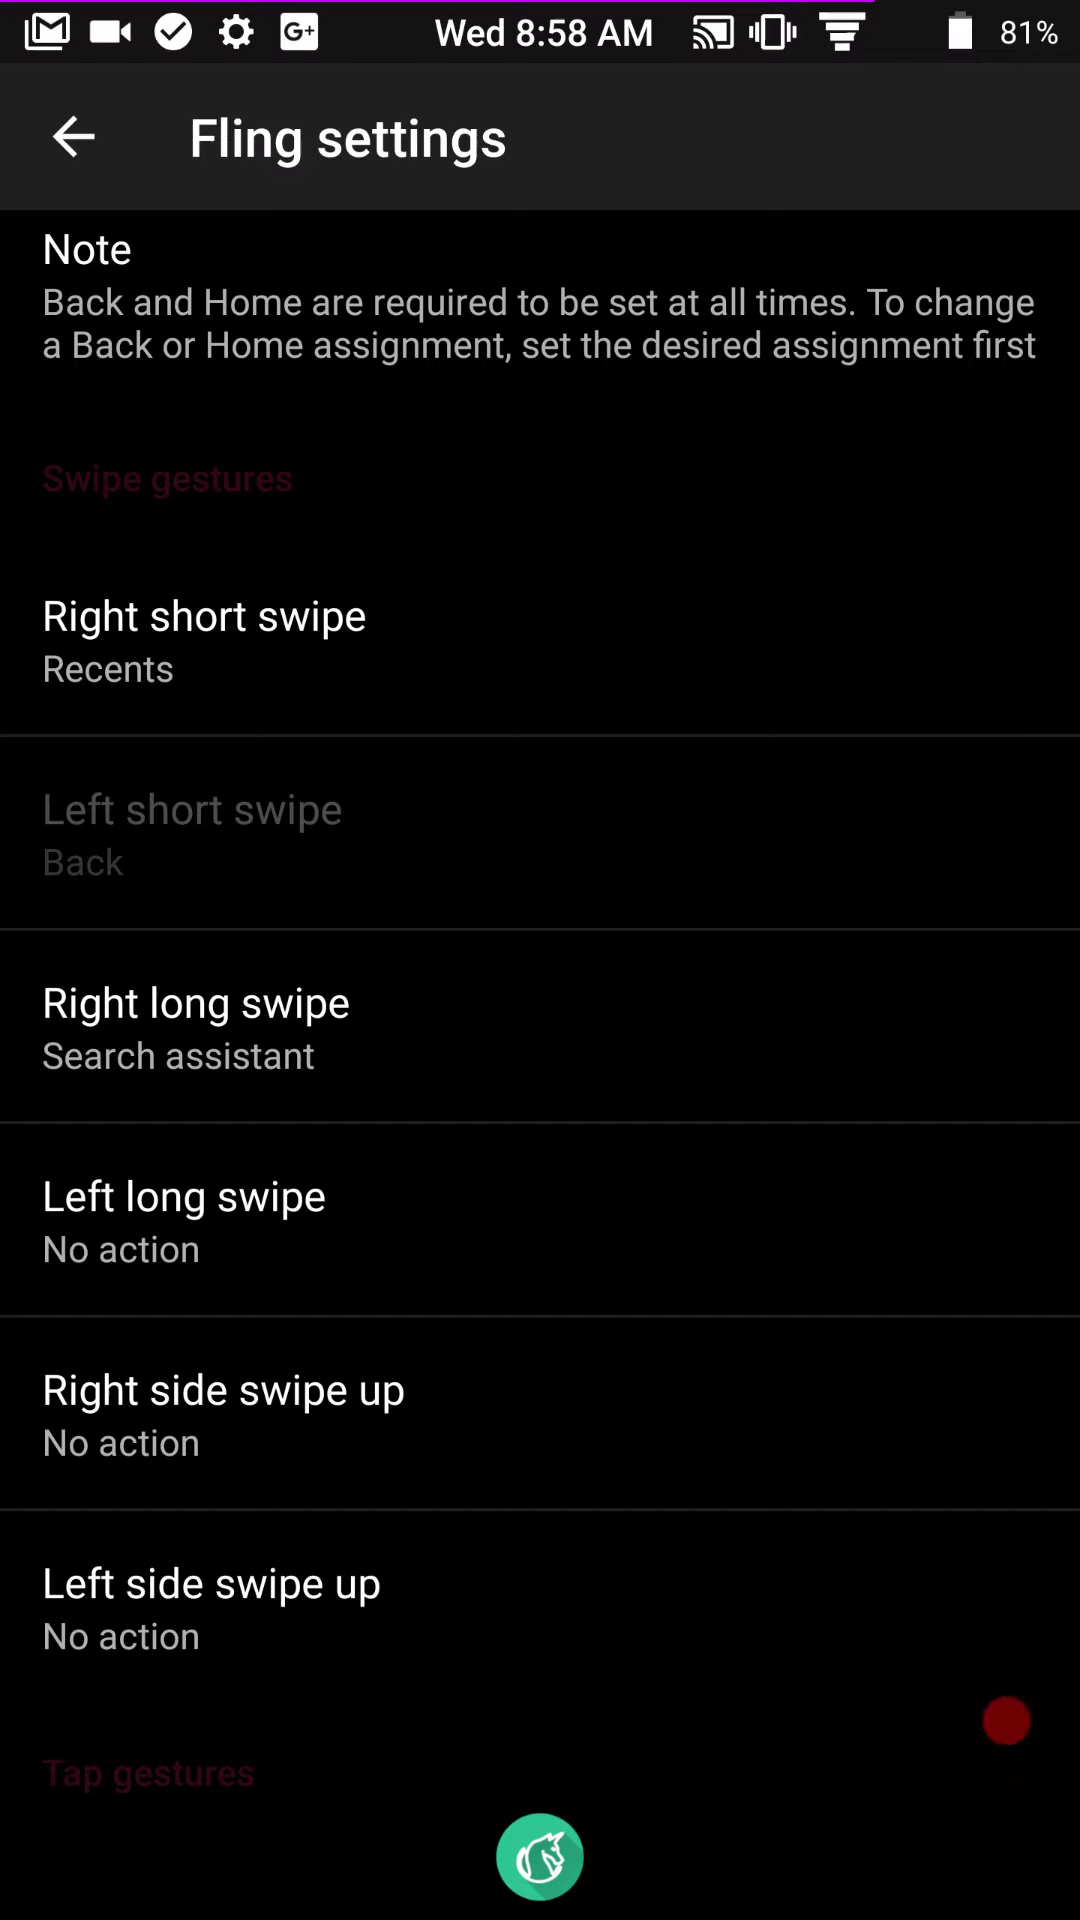 Wed 8:58 AM
81%
G+
Fling settings
Note
Back and Home are required to be set at all times. To change
a Back or Home assignment, set the desired assignment first
Swipe gestures
Right short swipe
Recents
Left short swipe
Back
Right long swipe
Search assistant
Left long swipe
No action
Right side swipe up
No action
Left side swipe up
No action
Tap gestures